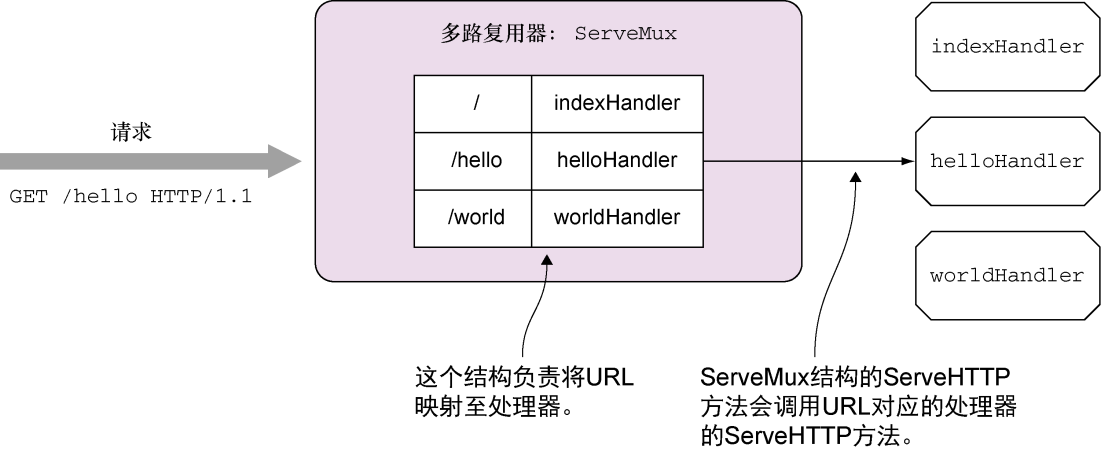 多路复用器： ServeMux
请求
GET /hello HTTP/1.1
/ indexHandler
/hello helloHandler
/world worldHandler
indexHandler
helloHandler
worldHandler
这个结构负责将URL
映射至处理器。
ServeMux结构的ServeHTTP
方法会调用URL对应的处理器
的ServeHTTP方法。